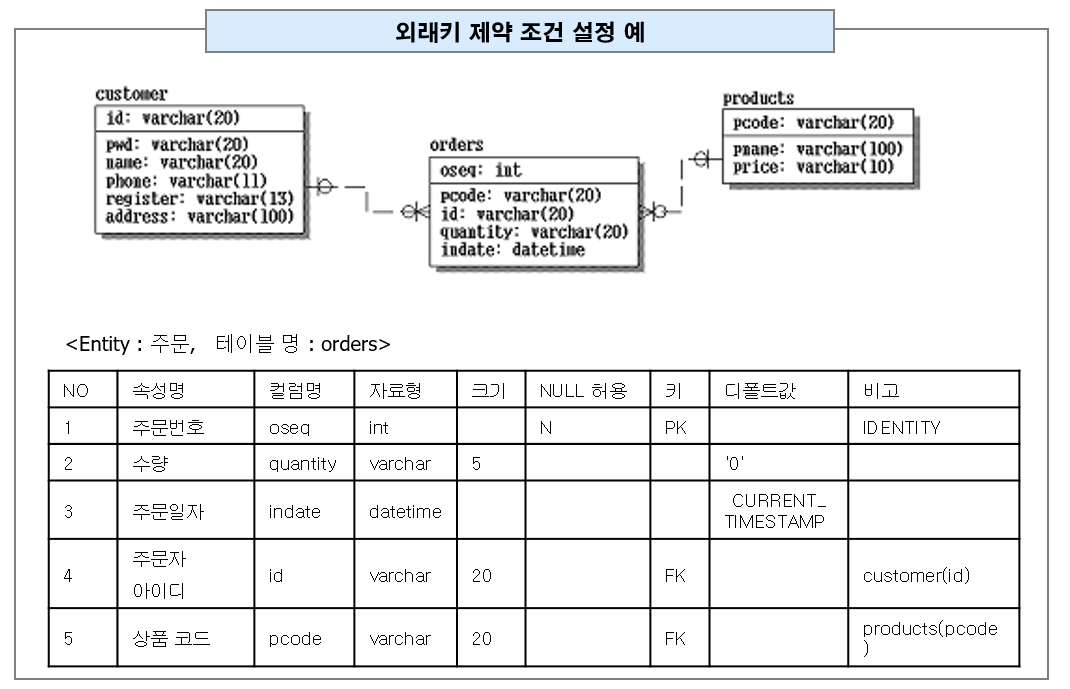 외래키 제약 조건 설정 예
customer
id: varchar(20)
pwd: varchar(20)
name: varchar(20)
phone: varchar(11)
register: varchar(13)
address: varchar(100)
orders
oseq: int
pcode: varchar(20)
id: varchar(20)
quantity: varchar(20)
indate: datetime
products
pcode: varchar(20)
pname: varchar(100)
price: varchar(10)
<Entity : 주문, 테이블 명 : orders>
NO 속성명 컬럼명 자료형 크기 NULL 허용 키 디폴트값 비고
1 주문번호 oseq int N PK IDENTITY
2 수량 quantity varchar 5 '0'
3 주문일자 indate datetime CURRENT_
TIMESTAMP
4 주문자
아이디 id varchar 20 FK customer(id)
5 상품 코드 pcode varchar 20 FK products(pcode
)